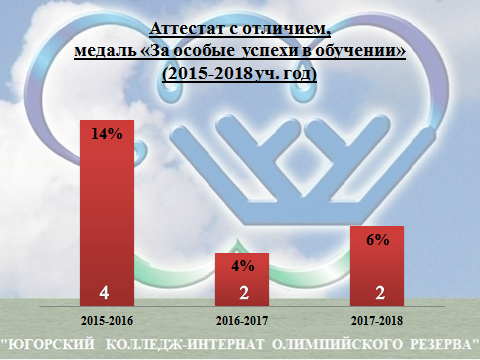 Аттестат с отличием,
медаль «За особые успехи в обучении»
(2015-2018 уч. год)
14%
4%
6%
4
2
2
2015-2016
2016-2017
2017-2018
"ЮГОРСКИЙ КОЛЛЕДЖ-ИНТЕРНАТ ОЛИМПИЙСКОГО РЕЗЕРВА"